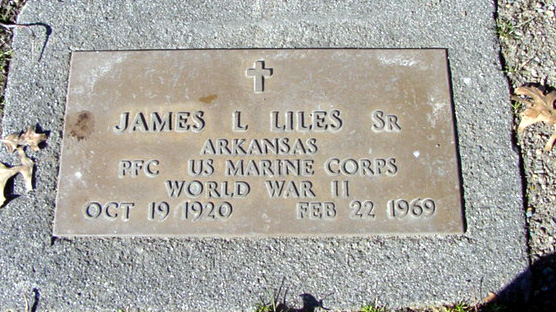 JAMES L LILES SR
ARKANSAS
PFC US MARINE CORPS
WORLD WAR II
OCT 19 1920 FEB 22 1969